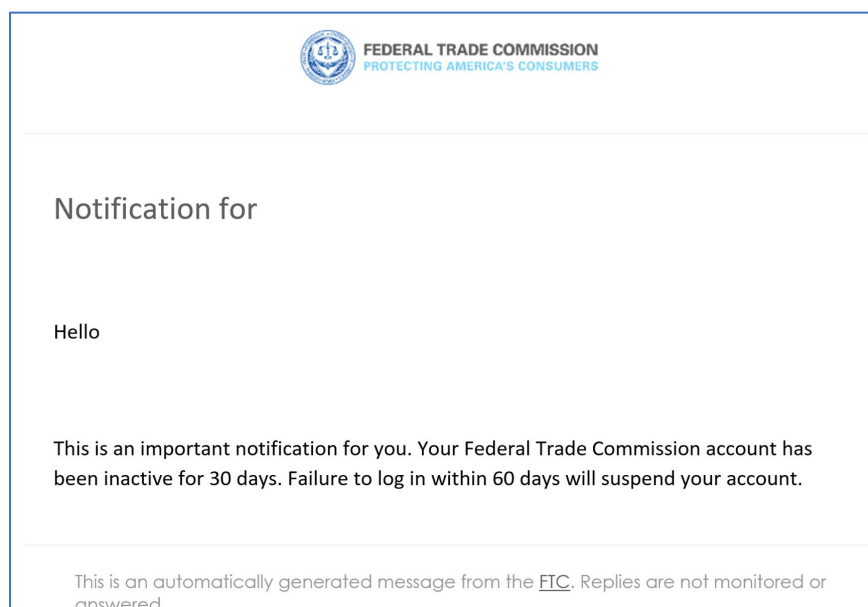 FEDERAL TRADE COMMISSION
PROTECTING AMERICA'S CONSUMERS
Notification for
Hello
This is an important notification for you. Your Federal Trade Commission account has
been inactive for 30 days. Failure to log in within 60 days will suspend your account.
This is an automatically generated message from the FTC. Replies are not monitored or
answered